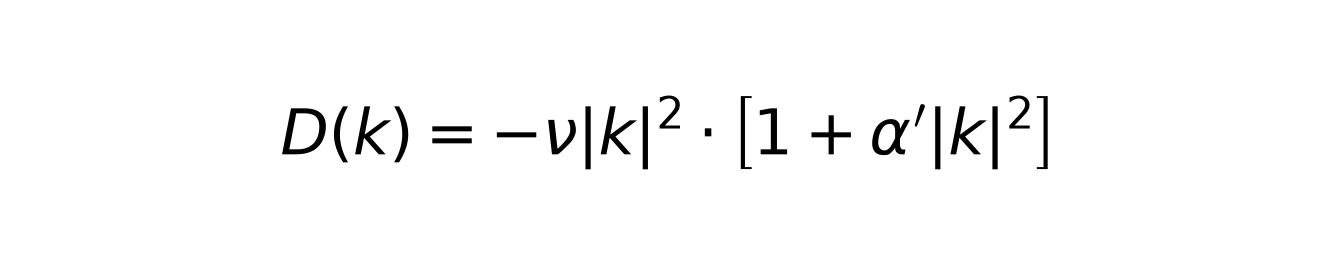 D(k) = −ν|k|² · [1 + α′|k|²]